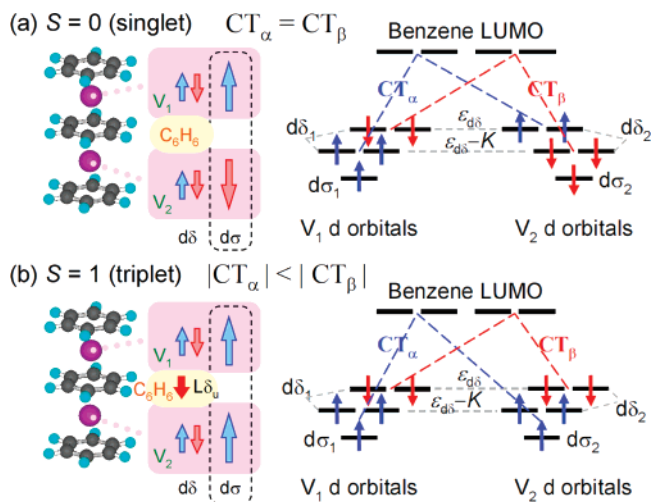 (a) S = 0 (singlet) CTα = CTβ
Benzene LUMO
V₁
C₆H₆
V₂
dδ dσ
CTα CTβ
dδ₁ εdδ dδ₂
εdδ−K
dσ₁ dσ₂
V₁ d orbitals V₂ d orbitals
(b) S = 1 (triplet) |CTα| < | CTβ|
Benzene LUMO
V₁
C₆H₆ Lδᵤ
V₂
dδ dσ
CTα CTβ
dδ₁ εdδ dδ₂
εdδ−K
dσ₁ dσ₂
V₁ d orbitals V₂ d orbitals